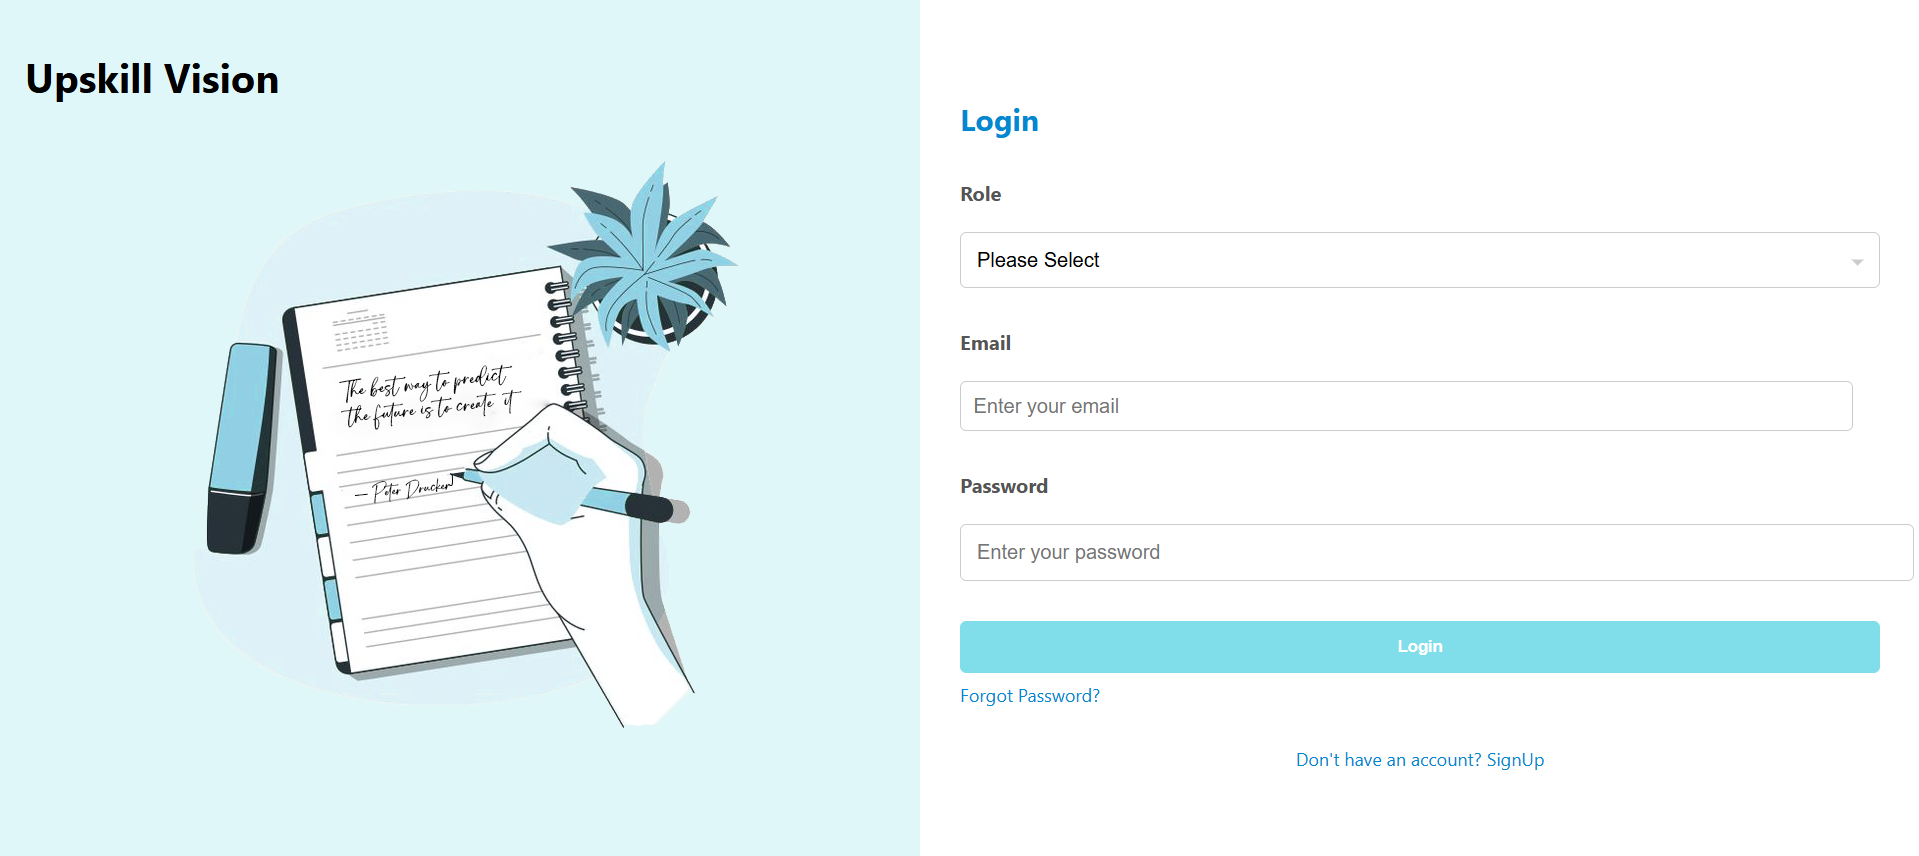 Upskill Vision
The best way to predict
the future is to create it
— Peter Drucker
Login
Role
Please Select
Email
Enter your email
Password
Enter your password
Login
Forgot Password?
Don't have an account? SignUp